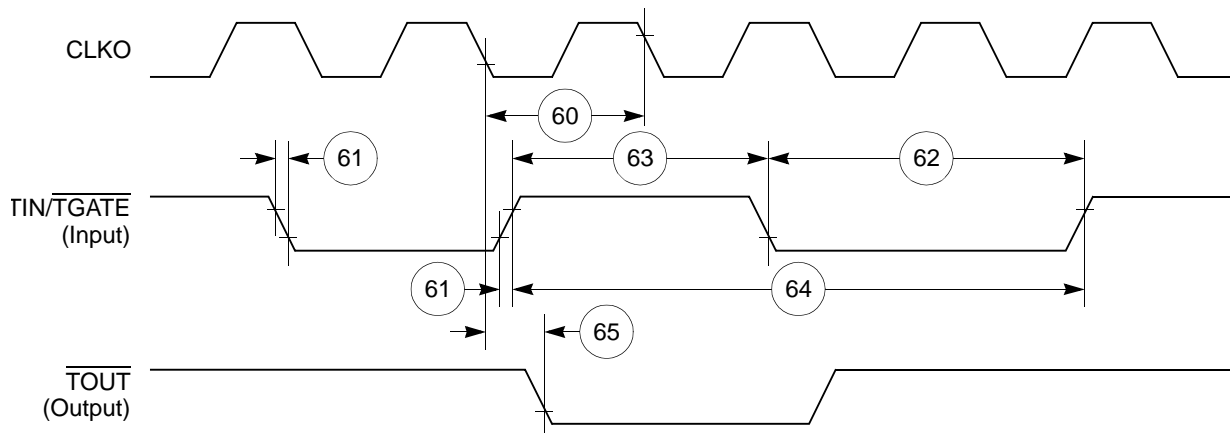 CLKO
60
61
63
62
TIN/TGATE
(Input)
61
64
65
TOUT
(Output)